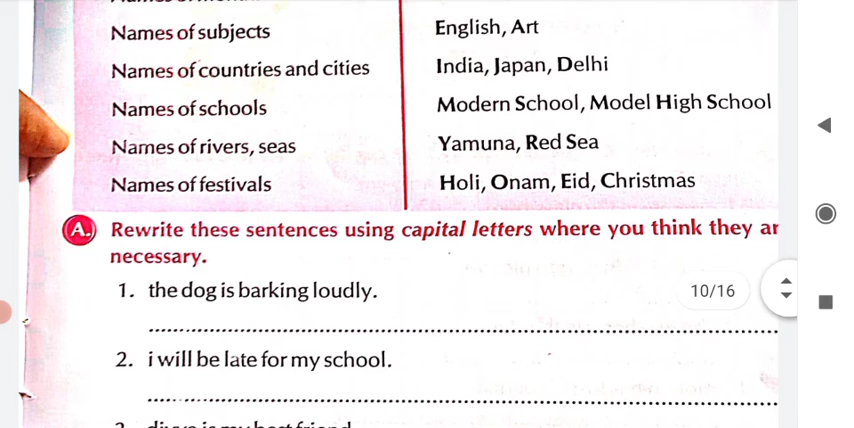 Names of subjects English, Art
Names of countries and cities India, Japan, Delhi
Names of schools Modern School, Model High School
Names of rivers, seas Yamuna, Red Sea
Names of festivals Holi, Onam, Eid, Christmas
A. Rewrite these sentences using capital letters where you think they
necessary.
1. the dog is barking loudly.
10/16
2. i will be late for my school.